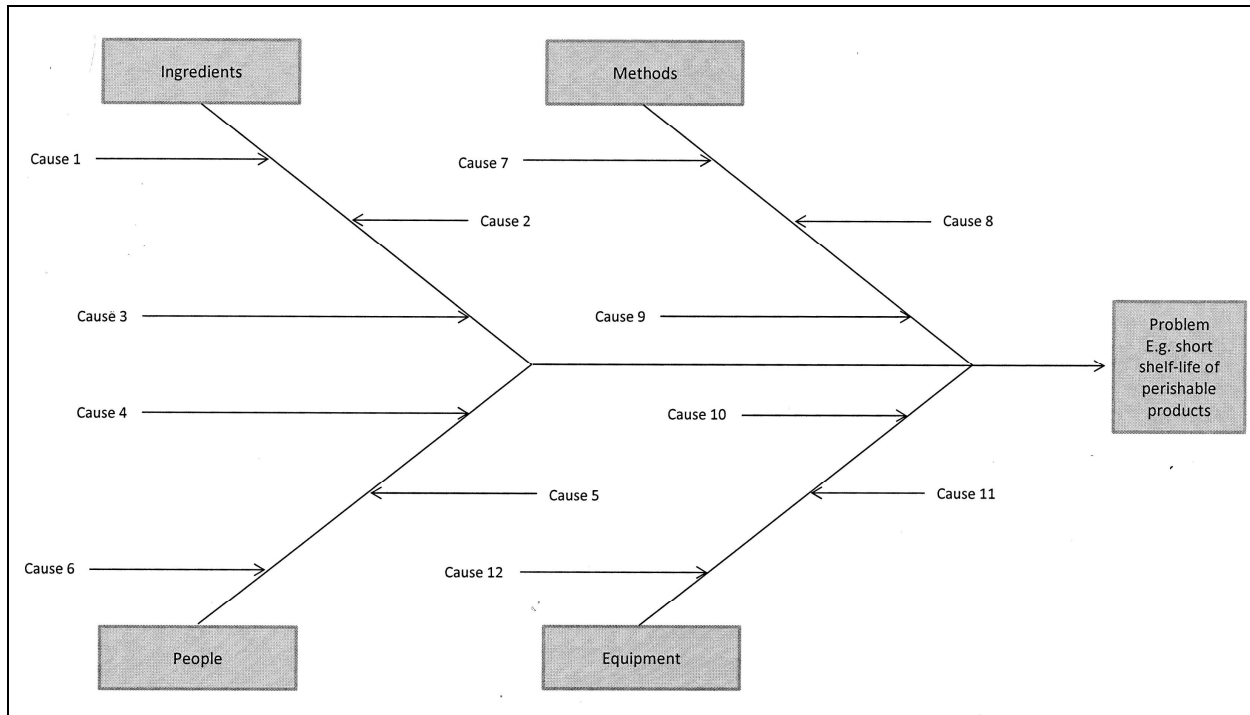 Ingredients
Methods
Cause 1
Cause 7
Cause 2
Cause 8
Cause 3
Cause 9
Problem
E.g. short
shelf-life of
perishable
products
Cause 4
Cause 10
Cause 5
Cause 11
Cause 6
Cause 12
People
Equipment